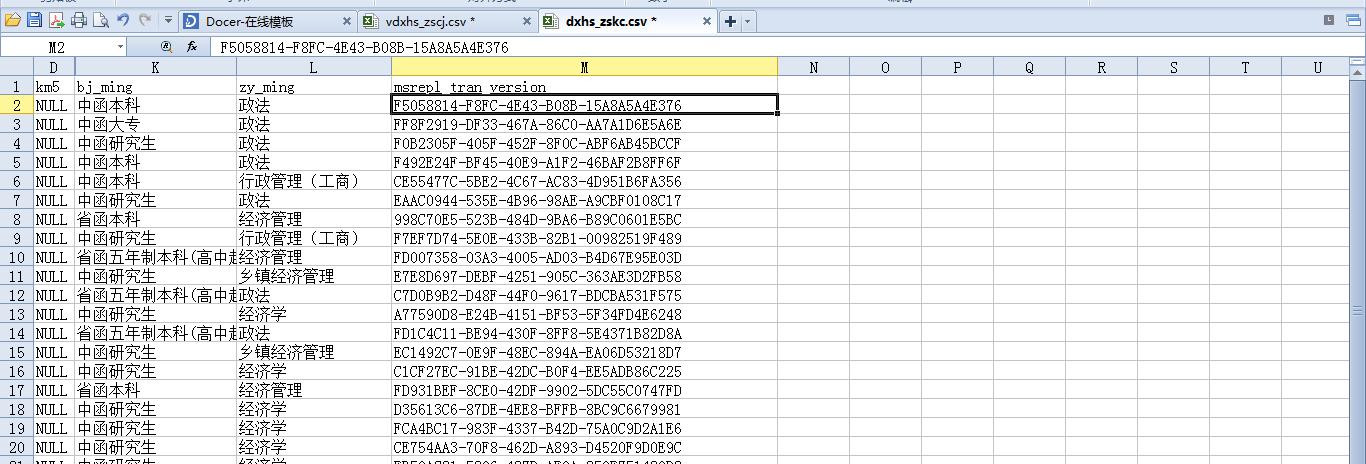 Docer-在线模板 vdxhs_zscj.csv * dxhs_zskc.csv *
M2 fx F5058814-F8FC-4E43-B08B-15A8A5A4E376
D K L M N O P Q R S T U
1 km5 bj_ming zy_ming msrepl_tran_version
2 NULL 中函本科 政法 F5058814-F8FC-4E43-B08B-15A8A5A4E376
3 NULL 中函大专 政法 FF8F2919-DF33-467A-86C0-AA7A1D6E5A6E
4 NULL 中函研究生 政法 F0B2305F-405F-452F-8F0C-ABF6AB45BCCF
5 NULL 中函本科 政法 F492E24F-BF45-40E9-A1F2-46BAF2B8FF6F
6 NULL 中函本科 行政管理（工商） CE55477C-5BE2-4C67-AC83-4D951B6FA356
7 NULL 中函研究生 政法 EAAC0944-535E-4B96-98AE-A9CBF0108C17
8 NULL 省函本科 经济管理 998C70E5-523B-484D-9BA6-B89C0601E5BC
9 NULL 中函研究生 行政管理（工商） F7EF7D74-5E0E-433B-82B1-00982519F489
10 NULL 省函五年制本科(高中起 经济管理 FD007358-03A3-4005-AD03-B4D67E95E03D
11 NULL 中函研究生 乡镇经济管理 E7E8D697-DEBF-4251-905C-363AE3D2FB58
12 NULL 省函五年制本科(高中起 政法 C7D0B9B2-D48F-44F0-9617-BDCBA531F575
13 NULL 中函研究生 经济学 A77590D8-E24B-4151-BF53-5F34FD4E6248
14 NULL 省函五年制本科(高中起 政法 FD1C4C11-BE94-430F-8FF8-5E4371B82D8A
15 NULL 中函研究生 乡镇经济管理 EC1492C7-0E9F-48EC-894A-EA06D53218D7
16 NULL 中函研究生 经济学 C1CF27EC-91BE-42DC-B0F4-EE5ADB86C225
17 NULL 省函本科 经济管理 FD931BEF-8CE0-42DF-9902-5DC55C0747FD
18 NULL 中函研究生 经济学 D35613C6-87DE-4EE8-BFFB-8BC9C6679981
19 NULL 中函研究生 经济学 FCA4BC17-983F-4337-B42D-75A0C9D2A1E6
20 NULL 中函研究生 经济学 CE754AA3-70F8-462D-A893-D4520F9D0E9C